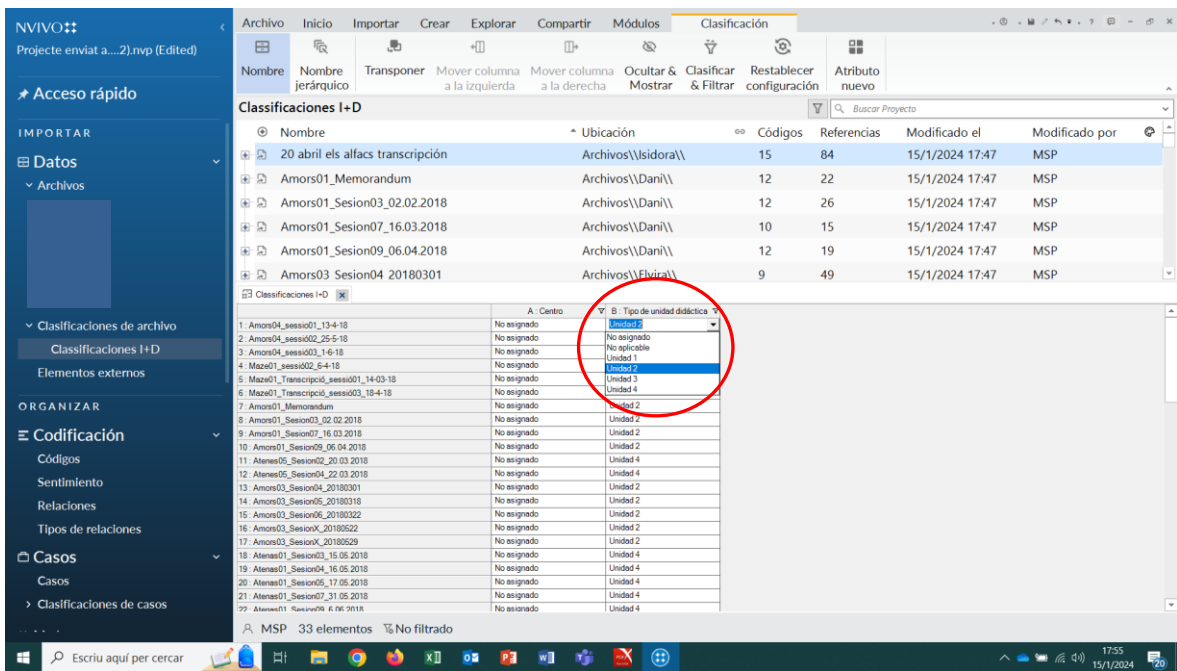 NVIVO
Projecte enviat a....2).nvp (Edited)
Acceso rápido
IMPORTAR
Datos
Archivos
Clasificaciones de archivo
Classificaciones I+D
Elementos externos
ORGANIZAR
Codificación
Códigos
Sentimiento
Relaciones
Tipos de relaciones
Casos
Casos
Clasificaciones de casos
Archivo Inicio Importar Crear Explorar Compartir Módulos Clasificación
Nombre Nombre jerárquico Transponer Mover columna a la izquierda Mover columna a la derecha Ocultar & Mostrar Clasificar & Filtrar Restablecer configuración Atributo nuevo
Classificaciones I+D Buscar Proyecto
Nombre Ubicación Códigos Referencias Modificado el Modificado por
20 abril els alfacs transcripción Archivos\\Isidora\\ 15 84 15/1/2024 17:47 MSP
Amors01_Memorandum Archivos\\Dani\\ 12 22 15/1/2024 17:47 MSP
Amors01_Sesion03_02.02.2018 Archivos\\Dani\\ 12 26 15/1/2024 17:47 MSP
Amors01_Sesion07_16.03.2018 Archivos\\Dani\\ 10 15 15/1/2024 17:47 MSP
Amors01_Sesion09_06.04.2018 Archivos\\Dani\\ 12 19 15/1/2024 17:47 MSP
Amors03_Sesion04_20180301 Archivos\\Elvira\\ 9 49 15/1/2024 17:47 MSP
Classificaciones I+D
A : Centro B : Tipo de unidad didáctica
1 : Amors04_sessio01_13-4-18 No asignado Unidad 2
2 : Amors04_sessió02_25-5-18 No asignado No asignado
No aplicable
3 : Amors04_sessió03_1-6-18 No asignado Unidad 1
4 : Maze01_sessió02_6-4-18 No asignado Unidad 2
5 : Maze01_Transcripció_sessió01_14-03-18 No asignado Unidad 3
6 : Maze01_Transcripció_sessió03_18-4-18 No asignado Unidad 4
7 : Amors01_Memorandum No asignado Unidad 2
8 : Amors01_Sesion03_02.02.2018 No asignado Unidad 2
9 : Amors01_Sesion07_16.03.2018 No asignado Unidad 2
10 : Amors01_Sesion09_06.04.2018 No asignado Unidad 2
11 : Atenes05_Sesion02_20.03.2018 No asignado Unidad 4
12 : Atenes05_Sesion04_22.03.2018 No asignado Unidad 4
13 : Amors03_Sesion04_20180301 No asignado Unidad 2
14 : Amors03_Sesion05_20180318 No asignado Unidad 2
15 : Amors03_Sesion06_20180322 No asignado Unidad 2
16 : Amors03_SesionX_20180522 No asignado Unidad 2
17 : Amors03_SesionX_20180529 No asignado Unidad 2
18 : Atenas01_Sesion03_15.05.2018 No asignado Unidad 4
19 : Atenas01_Sesion04_16.05.2018 No asignado Unidad 4
20 : Atenas01_Sesion05_17.05.2018 No asignado Unidad 4
21 : Atenas01_Sesion07_31.05.2018 No asignado Unidad 4
22 : Atenas01_Sesion09_6.06.2018 No asignado Unidad 4
MSP 33 elementos No filtrado
Escriu aquí per cercar
17:55
15/1/2024
20